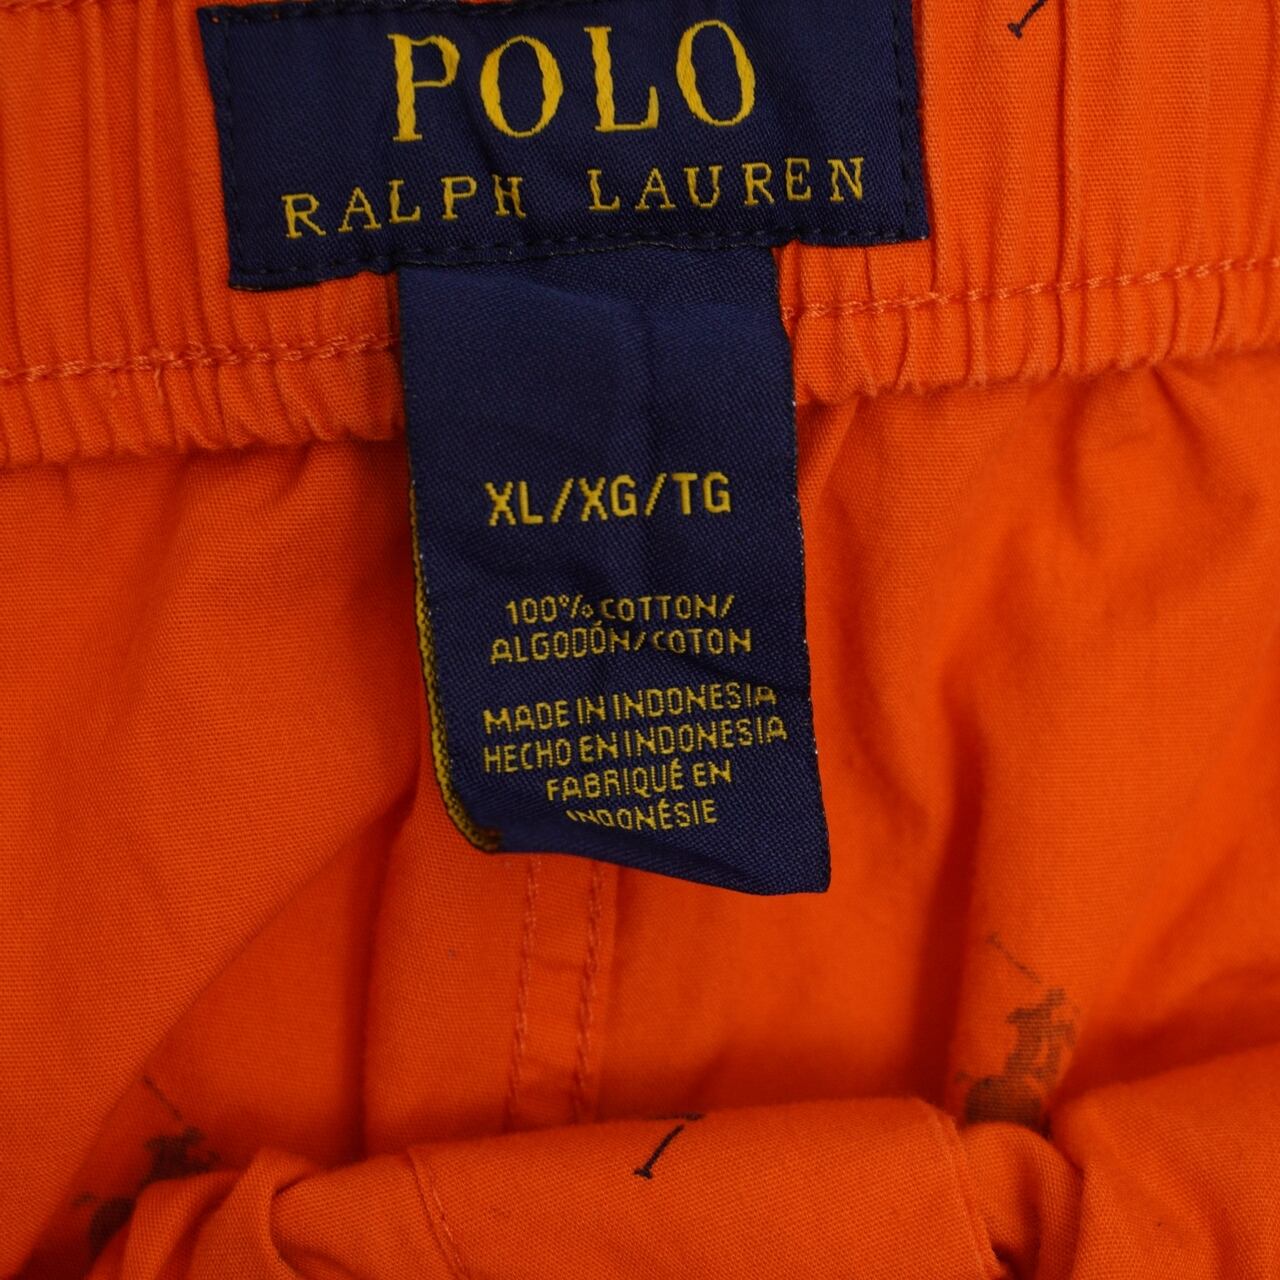 POLO
RALPH LAUREN
XL/XG/TG
100% COTTON/
ALGODÓN/COTON
MADE IN INDONESIA
HECHO EN INDONESIA
FABRIQUÉ EN
INDONÉSIE